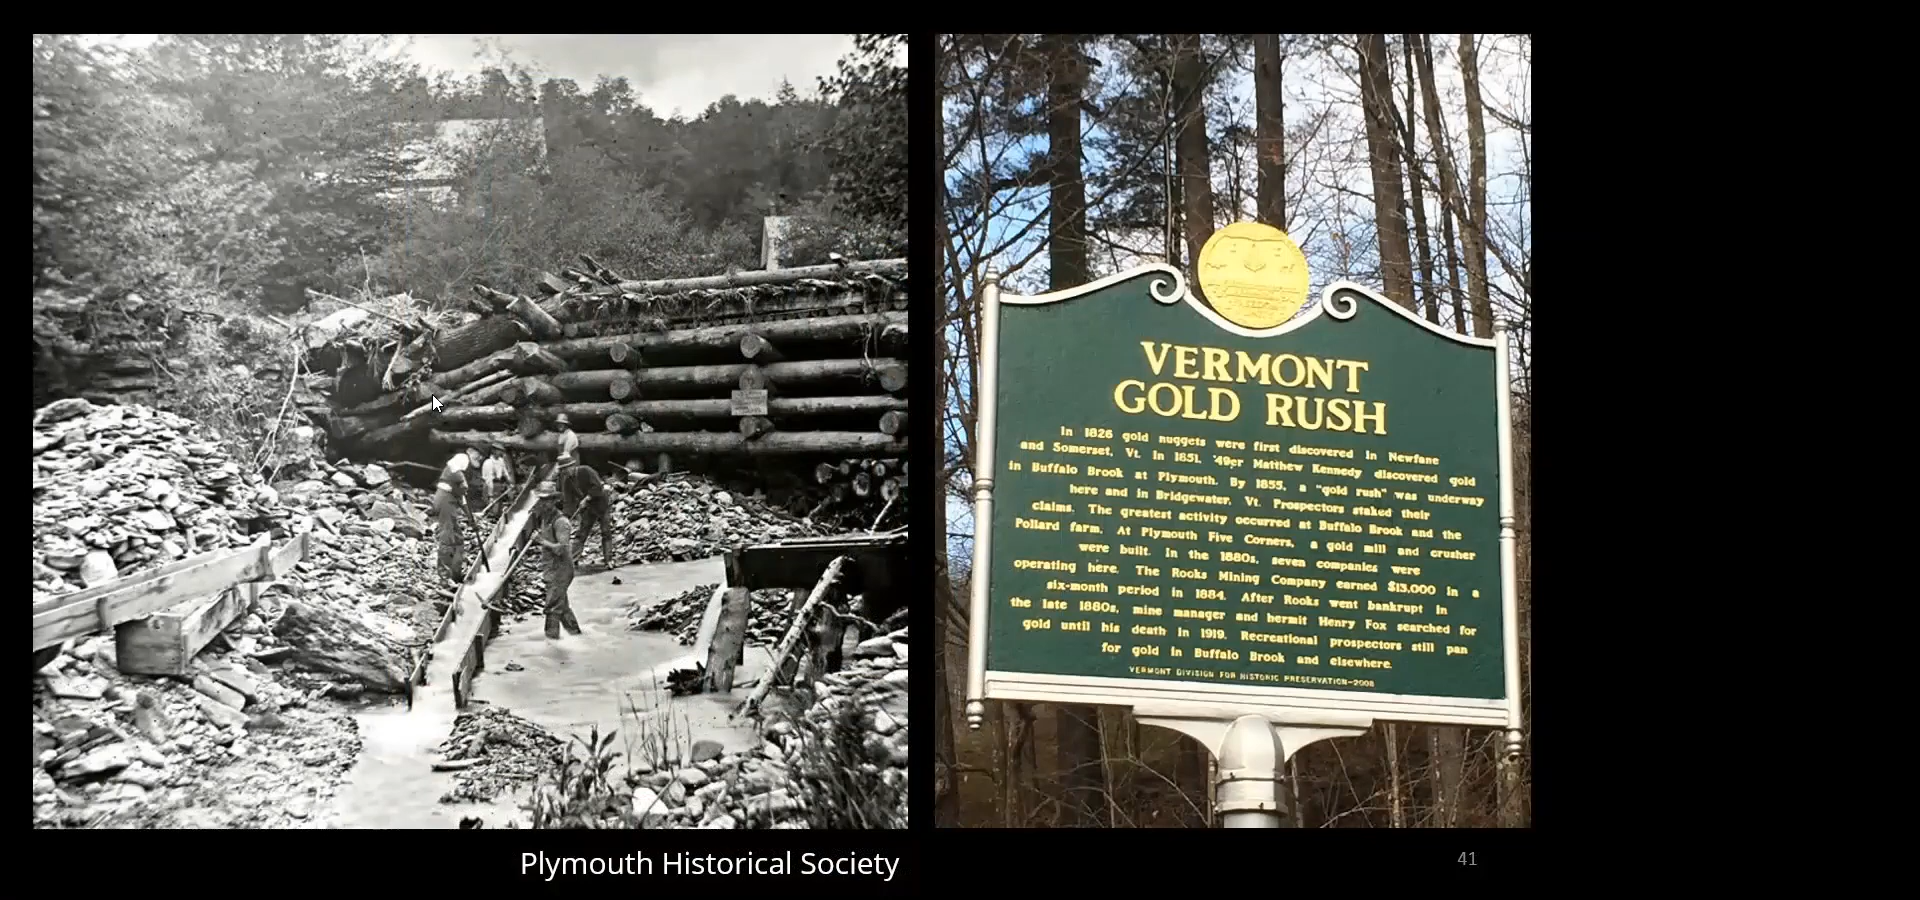 VERMONT
GOLD RUSH
In 1826 gold nuggets were first discovered in Newfane
and Somerset, Vt. In 1851, '49er Matthew Kennedy discovered gold
in Buffalo Brook at Plymouth. By 1855, a "gold rush" was underway
here and in Bridgewater, Vt. Prospectors staked their
claims. The greatest activity occurred at Buffalo Brook and the
Pollard farm. At Plymouth Five Corners, a gold mill and crusher
were built. In the 1880s, seven companies were
operating here. The Rooks Mining Company earned $13,000 in a
six-month period in 1884. After Rooks went bankrupt in
the late 1880s, mine manager and hermit Henry Fox searched for
gold until his death in 1919. Recreational prospectors still pan
for gold in Buffalo Brook and elsewhere.
VERMONT DIVISION FOR HISTORIC PRESERVATION-2008
Plymouth Historical Society
41